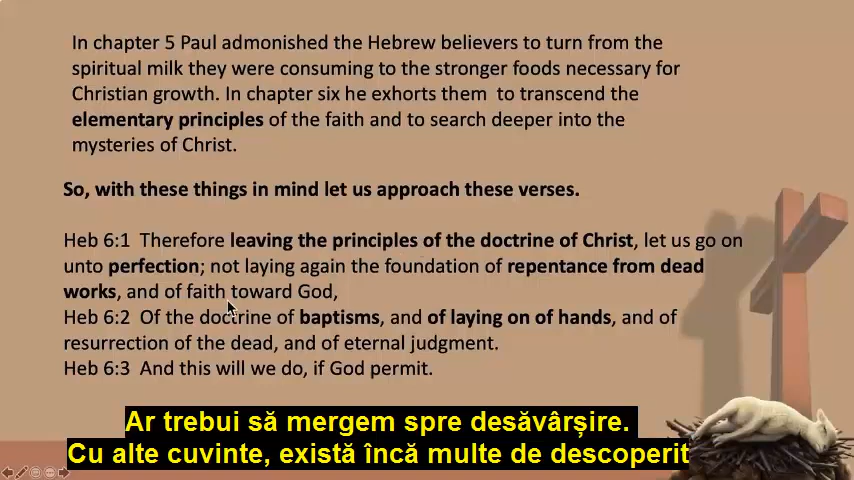 In chapter 5 Paul admonished the Hebrew believers to turn from the
spiritual milk they were consuming to the stronger foods necessary for
Christian growth. In chapter six he exhorts them to transcend the
elementary principles of the faith and to search deeper into the
mysteries of Christ.
So, with these things in mind let us approach these verses.
Heb 6:1 Therefore leaving the principles of the doctrine of Christ, let us go on
unto perfection; not laying again the foundation of repentance from dead
works, and of faith toward God,
Heb 6:2 Of the doctrine of baptisms, and of laying on of hands, and of
resurrection of the dead, and of eternal judgment.
Heb 6:3 And this will we do, if God permit.
Ar trebui să mergem spre desăvârșire.
Cu alte cuvinte, există încă multe de descoperit